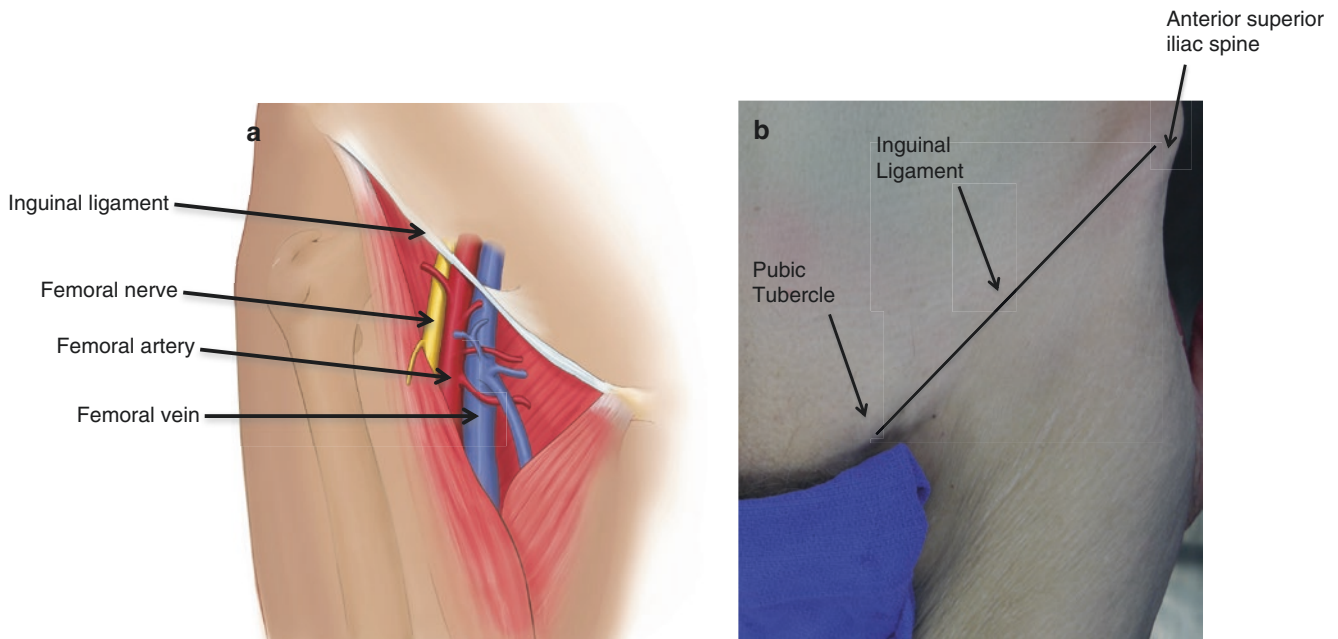 a
Inguinal ligament
Femoral nerve
Femoral artery
Femoral vein
Anterior superior
iliac spine
b
Inguinal
Ligament
Pubic
Tubercle